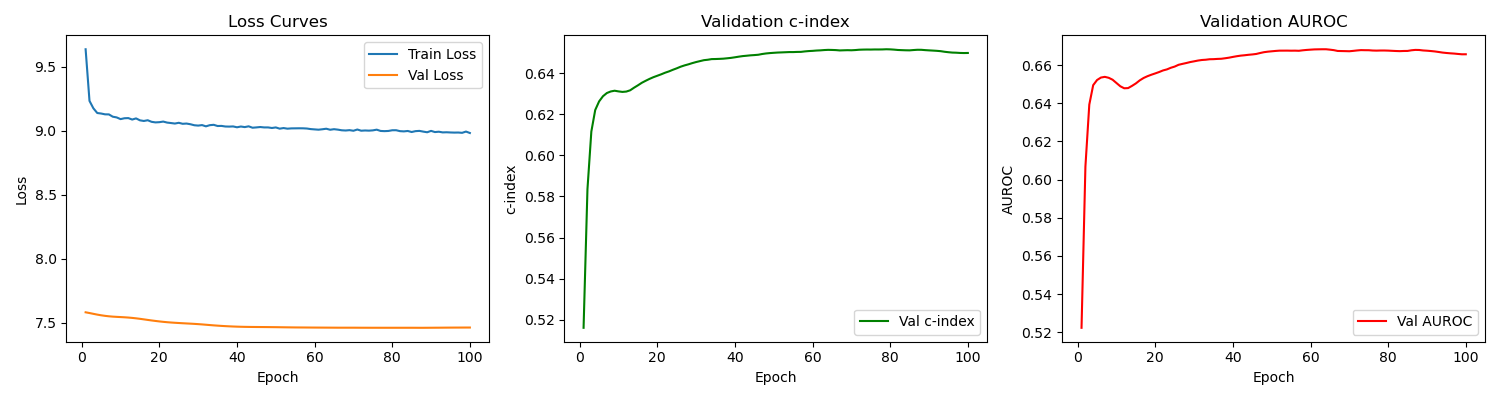 Loss Curves
Loss
9.5
9.0
8.5
8.0
7.5
0 20 40 60 80 100
Epoch
Train Loss
Val Loss
Validation c-index
c-index
0.64
0.62
0.60
0.58
0.56
0.54
0.52
0 20 40 60 80 100
Epoch
Val c-index
Validation AUROC
AUROC
0.66
0.64
0.62
0.60
0.58
0.56
0.54
0.52
0 20 40 60 80 100
Epoch
Val AUROC